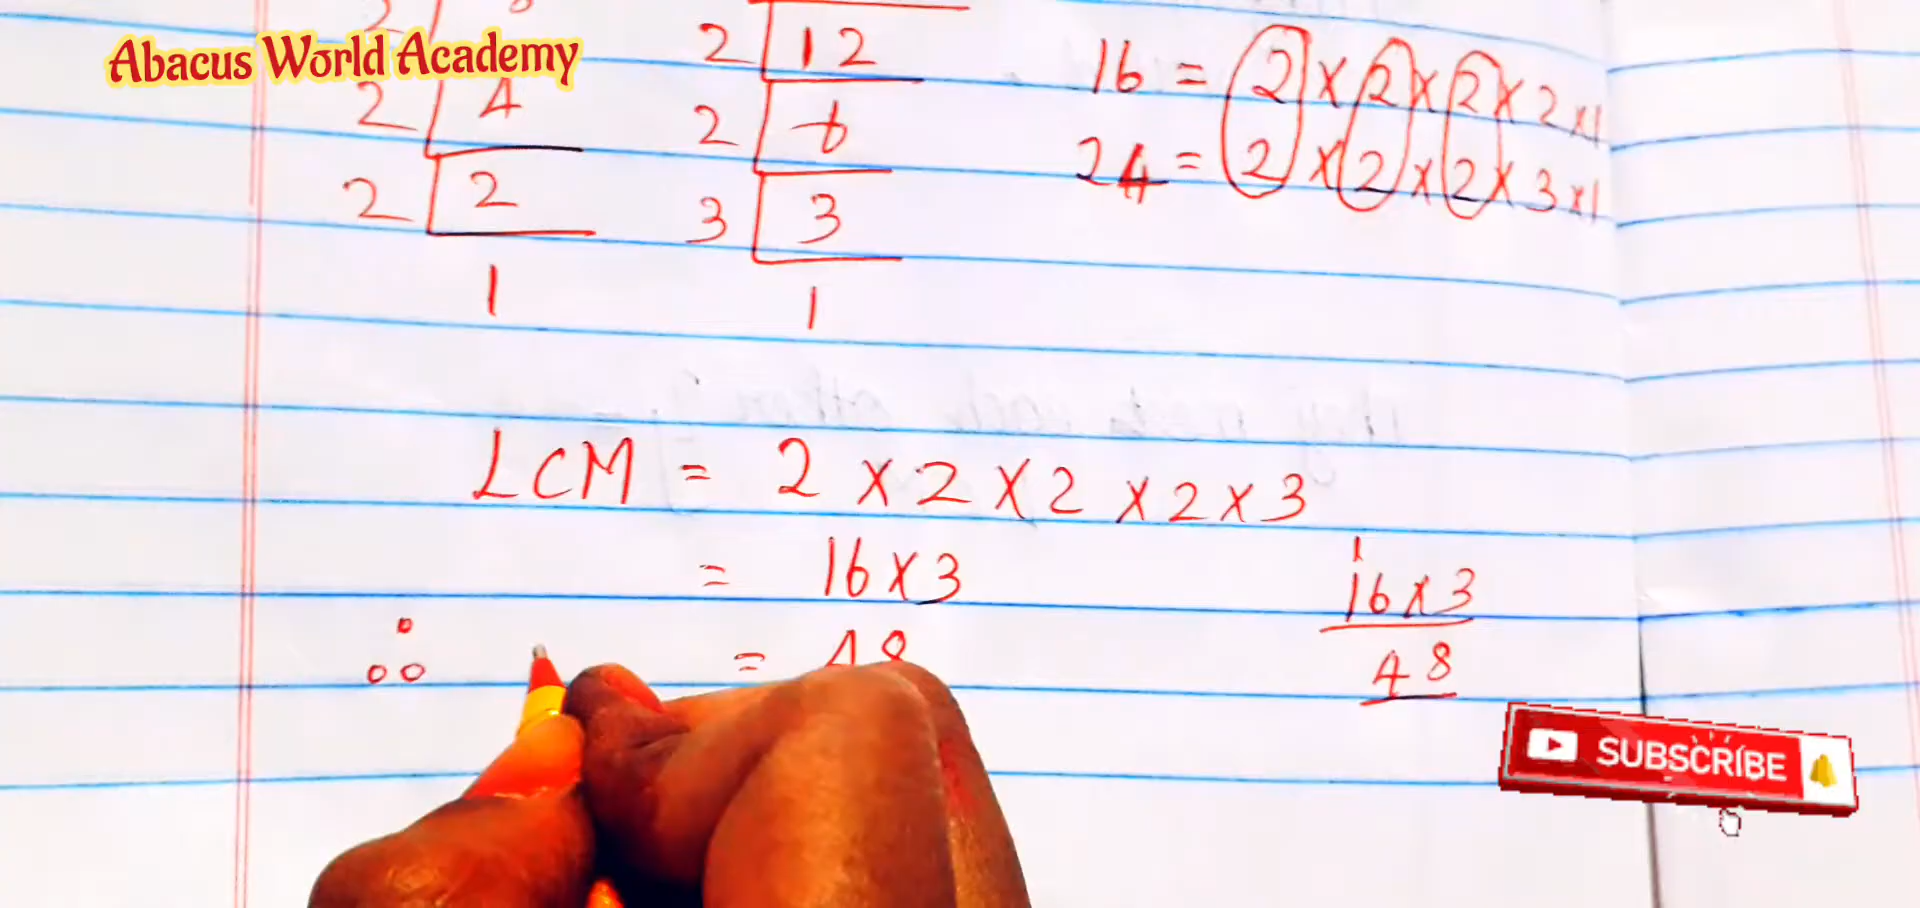 Abacus World Academy
2 | 4
2 | 2
1
2 | 12
2 | 6
3 | 3
1
16 = 2 × 2 × 2 × 2 × 1
24 = 2 × 2 × 2 × 3 × 1
LCM = 2 × 2 × 2 × 2 × 3
= 16 × 3
∴ = 48
1
16 × 3
48
SUBSCRIBE